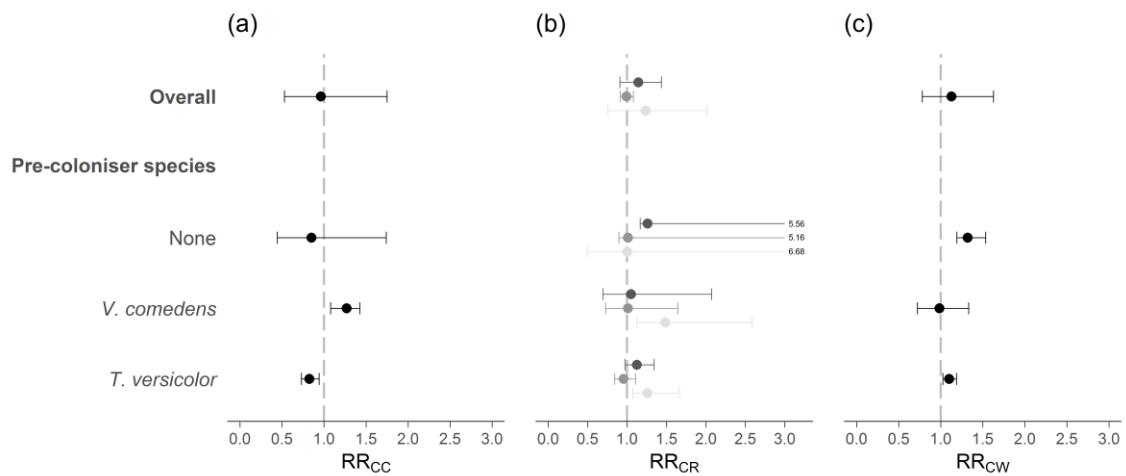 (a) (b) (c)
Overall
Pre-coloniser species
None
5.56
5.16
6.68
V. comedens
T. versicolor
0.0 0.5 1.0 1.5 2.0 2.5 3.0 0.0 0.5 1.0 1.5 2.0 2.5 3.0 0.0 0.5 1.0 1.5 2.0 2.5 3.0
RRCC RRCR RRCW